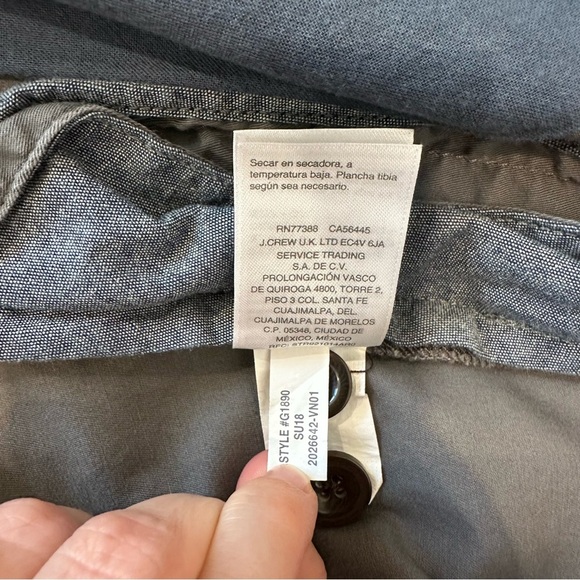 Secar en secadora, a
temperatura baja. Plancha tibia
según sea necesario.
RN77388 CA56445
J.CREW U.K. LTD EC4V 6JA
SERVICE TRADING
S.A. DE C.V.
PROLONGACIÓN VASCO
DE QUIROGA 4800, TORRE 2,
PISO 3 COL. SANTA FE
CUAJIMALPA, DEL.
CUAJIMALPA DE MORELOS
C.P. 05348, CIUDAD DE
MÉXICO, MÉXICO
STYLE #G1890
SU18
2026642-VN01